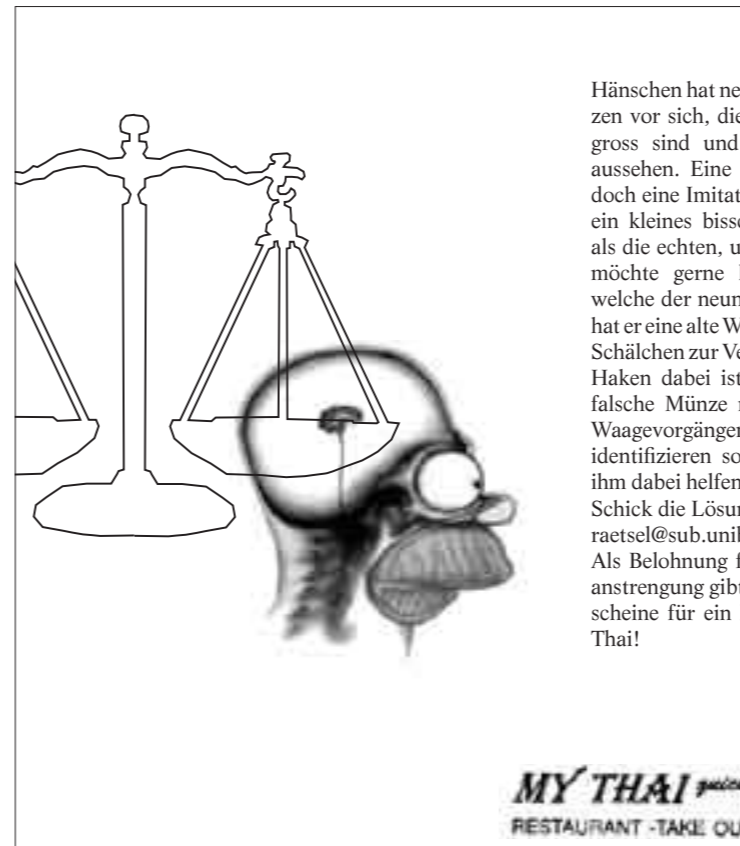 Hänschen hat ne
zen vor sich, die
gross sind und
aussehen. Eine
doch eine Imitat
ein kleines bissc
als die echten, u
möchte gerne
welche der neun
hat er eine alte W
Schälchen zur Ve
Haken dabei ist
falsche Münze
Waagevorgänger
identifizieren so
ihm dabei helfen
Schick die Lösur
raetsel@sub.unil
Als Belohnung f
anstrengung gibt
scheine für ein
Thai!
MY THAI
RESTAURANT - TAKE OU